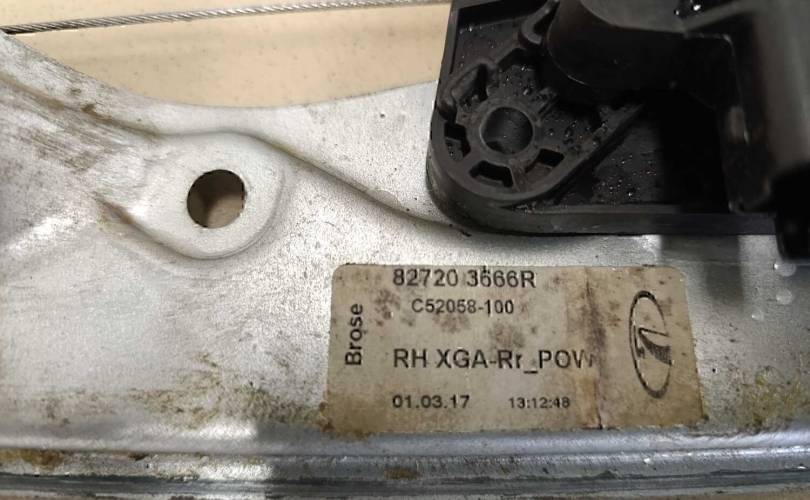 82720 3666R
C52058-100
Brose
RH XGA-Rr_POW
01.03.17 13:12:48